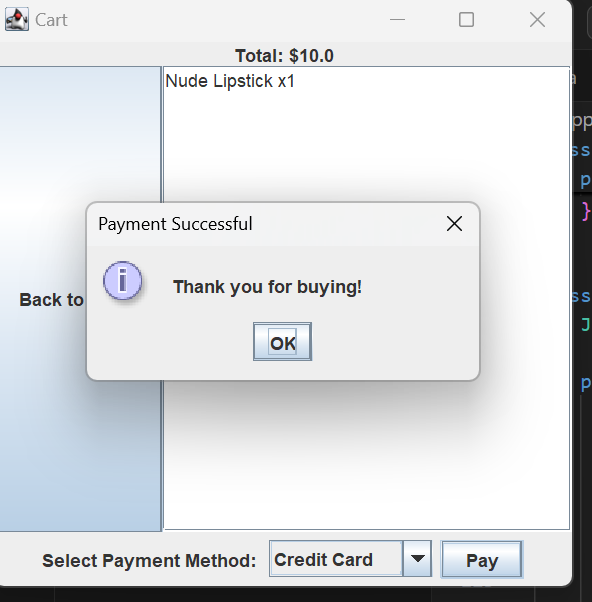 Cart
Total: $10.0
Nude Lipstick x1
Payment Successful
Thank you for buying!
Back to
OK
Select Payment Method: Credit Card Pay